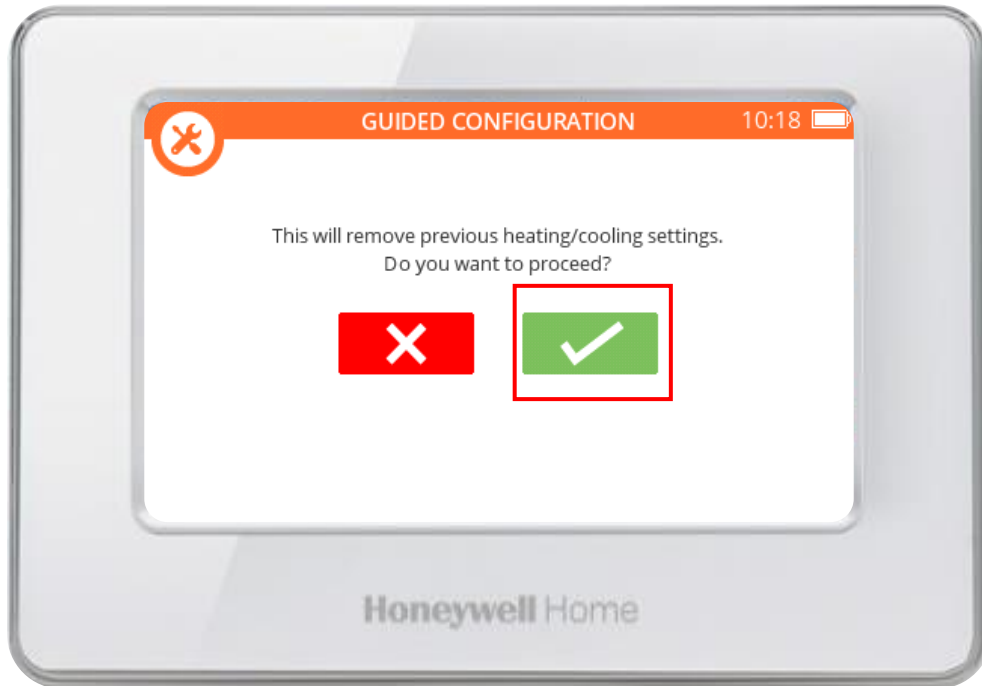 GUIDED CONFIGURATION 10:18
This will remove previous heating/cooling settings.
Do you want to proceed?
Honeywell Home